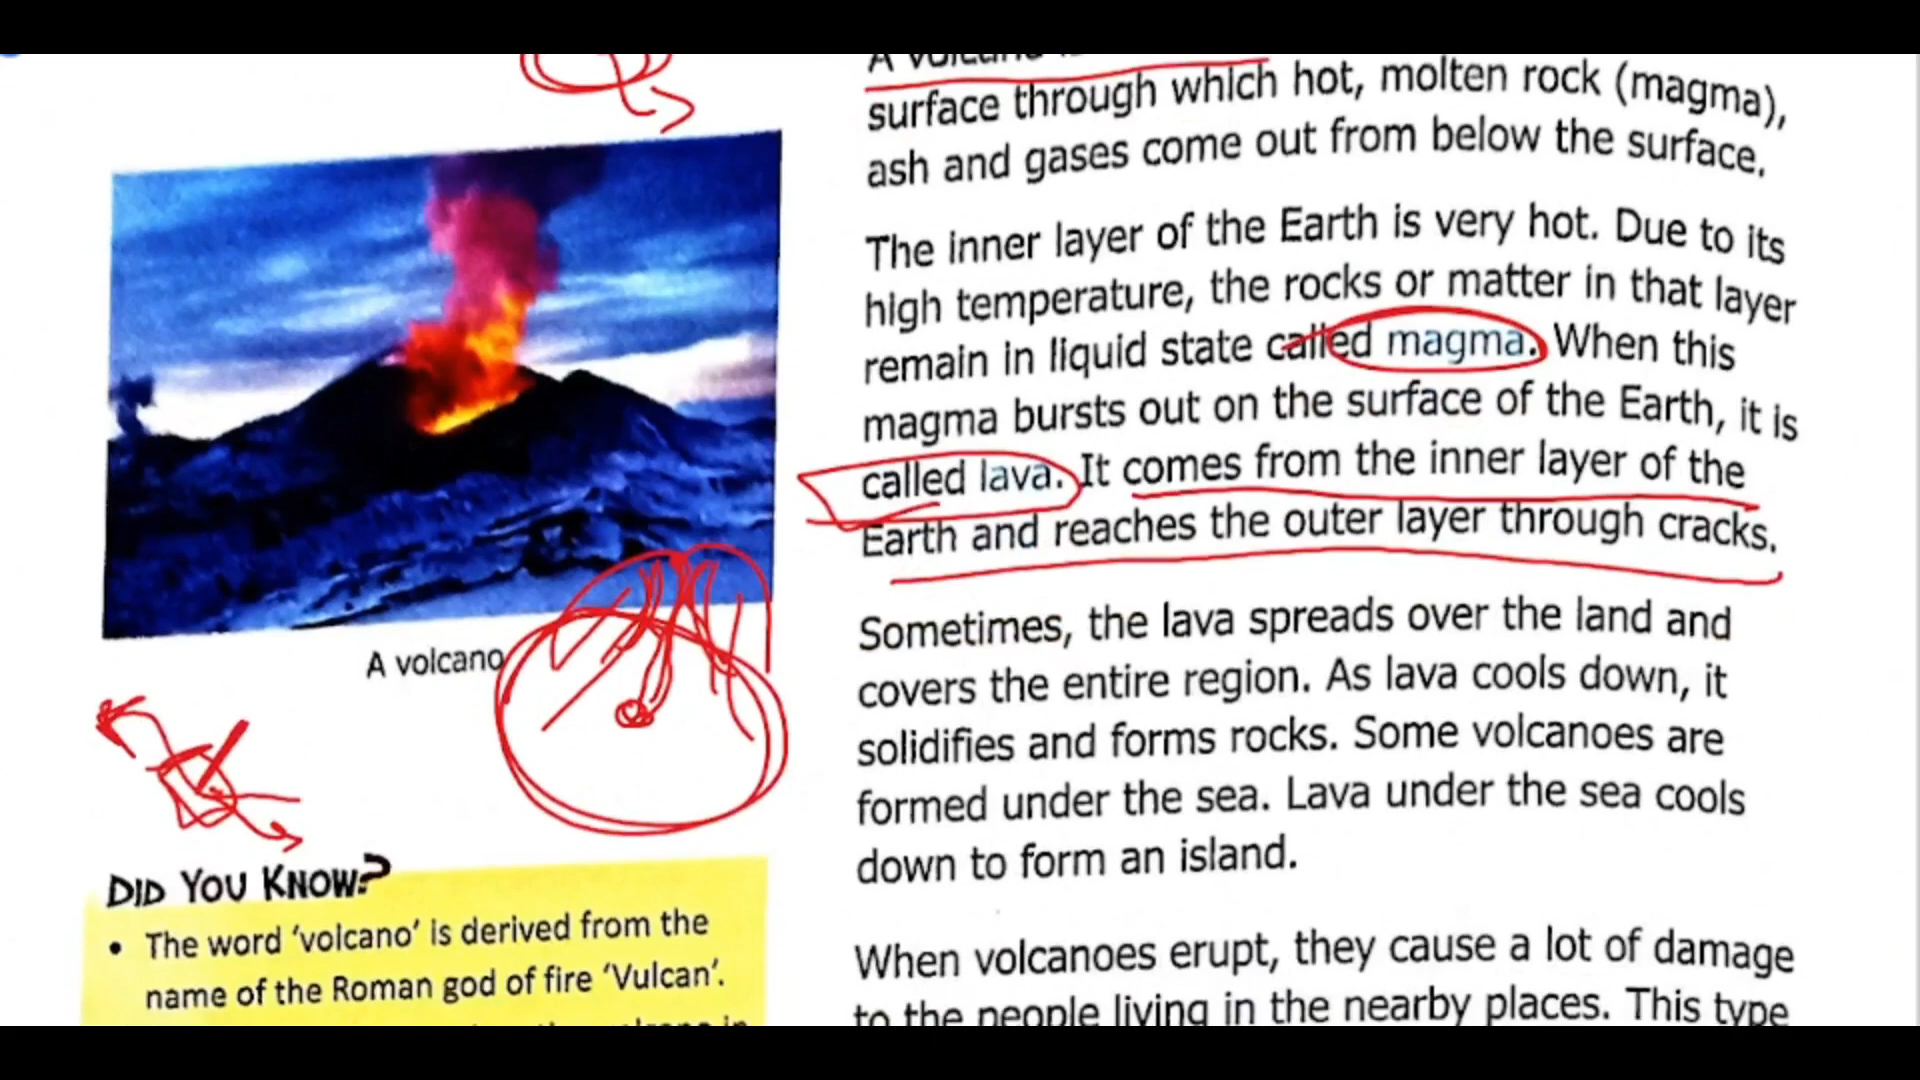 surface through which hot, molten rock (magma),
ash and gases come out from below the surface.
The inner layer of the Earth is very hot. Due to its
high temperature, the rocks or matter in that layer
remain in liquid state called magma. When this
magma bursts out on the surface of the Earth, it is
called lava. It comes from the inner layer of the
Earth and reaches the outer layer through cracks.
Sometimes, the lava spreads over the land and
covers the entire region. As lava cools down, it
solidifies and forms rocks. Some volcanoes are
formed under the sea. Lava under the sea cools
down to form an island.
When volcanoes erupt, they cause a lot of damage
to the people living in the nearby places. This type
A volcano
DID YOU KNOW?
• The word ‘volcano’ is derived from the
name of the Roman god of fire ‘Vulcan’.